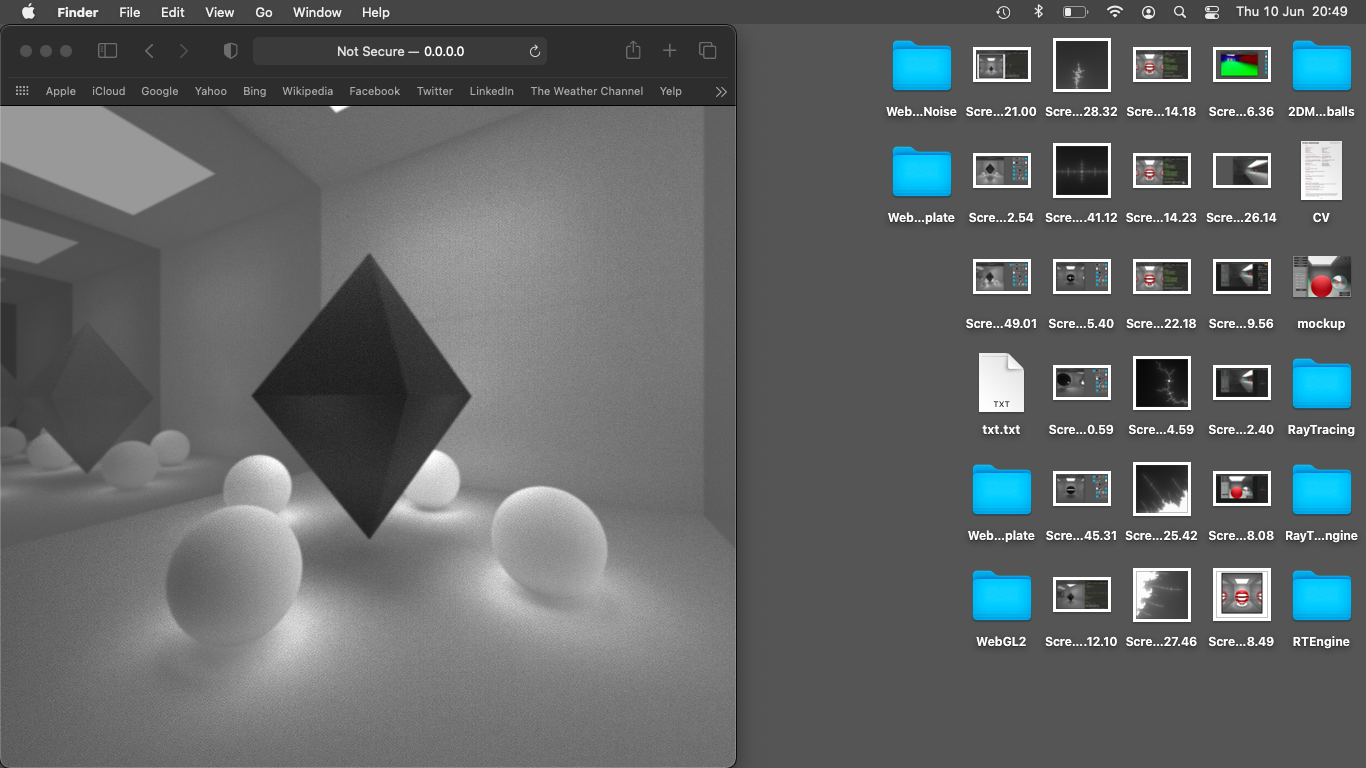 Finder File Edit View Go Window Help Thu 10 Jun 20:49
Not Secure — 0.0.0.0
Apple iCloud Google Yahoo Bing Wikipedia Facebook Twitter LinkedIn The Weather Channel Yelp
Web...Noise Scre...21.00 Scre...28.32 Scre...14.18 Scre...6.36 2DM...balls
Web...plate Scre...2.54 Scre....41.12 Scre...14.23 Scre...26.14 CV
Scre...49.01 Scre...5.40 Scre...22.18 Scre...9.56 mockup
TXT
txt.txt Scre...0.59 Scre...4.59 Scre...2.40 RayTracing
Web...plate Scre...45.31 Scre...25.42 Scre...8.08 RayT...ngine
WebGL2 Scre....12.10 Scre...27.46 Scre...8.49 RTEngine